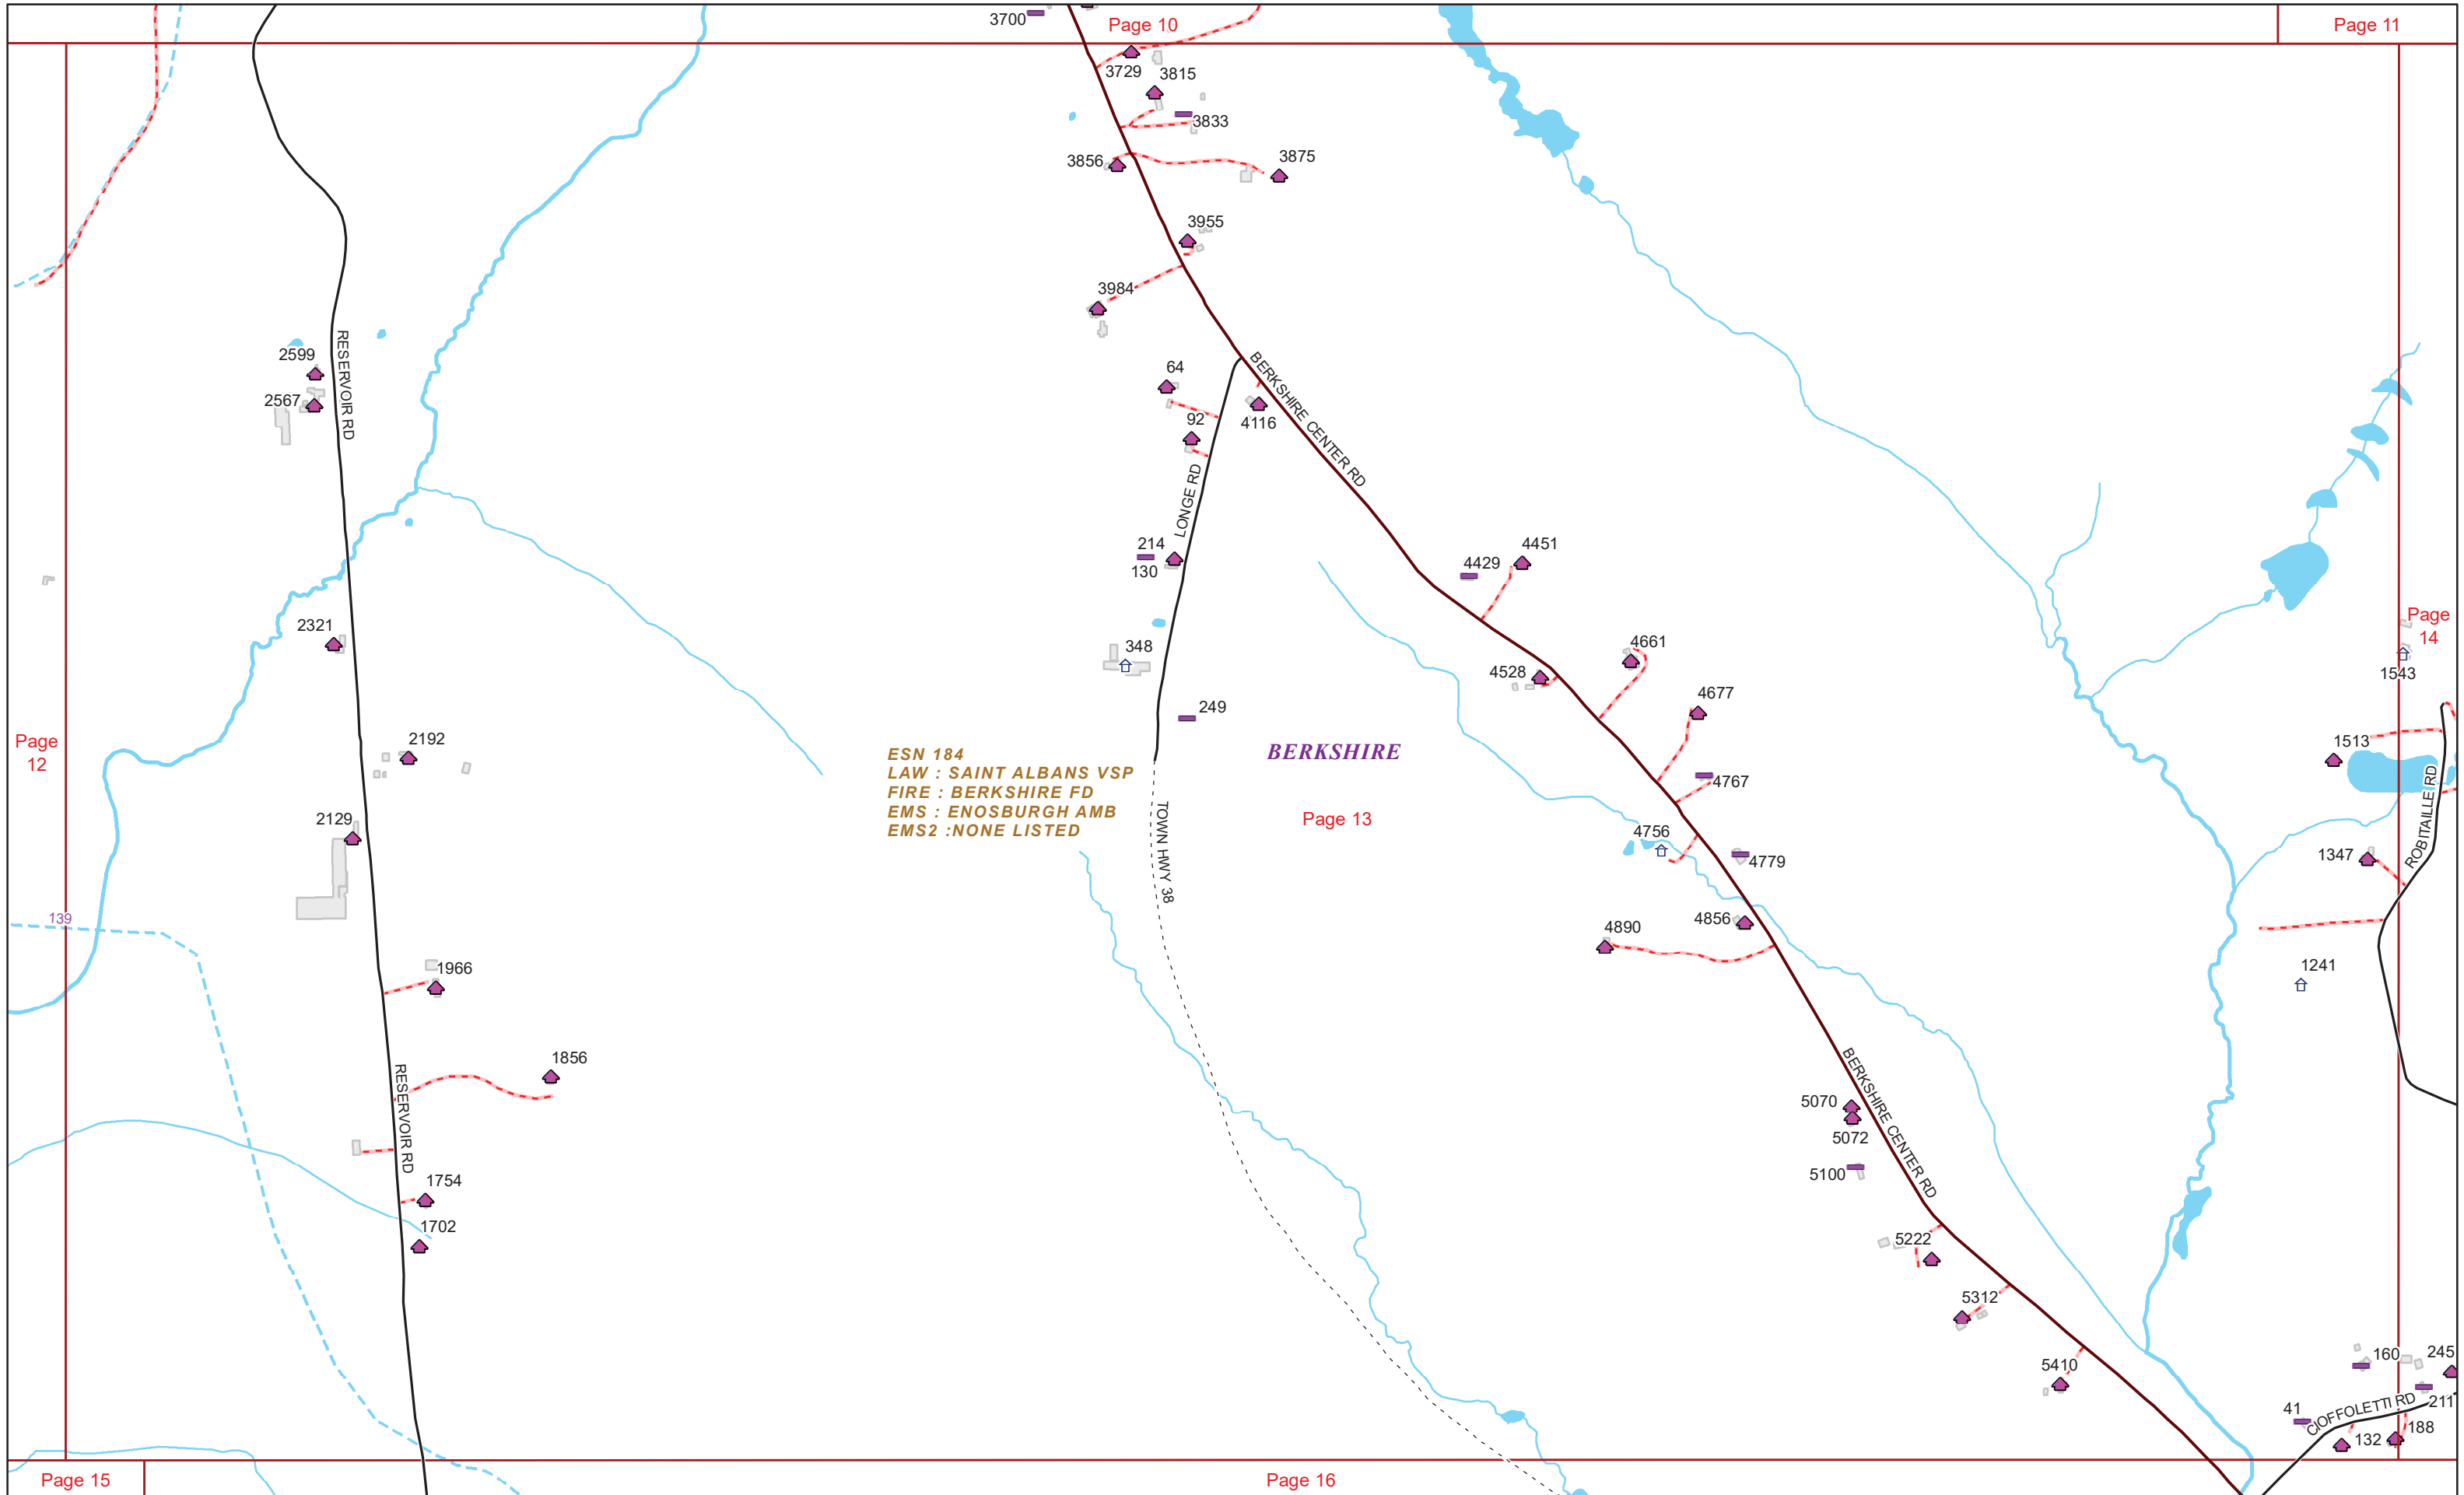 3700
Page 10
Page 11
3729
3815
3833
3856
3875
3955
3984
2599
2567
RESERVOIR RD
64
92
4116
BERKSHIRE CENTER RD
LONGE RD
214
130
4429
4451
2321
348
4528
4661
Page
14
1543
249
4677
2192
Page
12
ESN 184
LAW : SAINT ALBANS VSP
FIRE : BERKSHIRE FD
EMS : ENOSBURGH AMB
EMS2 :NONE LISTED
BERKSHIRE
Page 13
1513
4767
2129
TOWN HWY 38
4756
4779
1347
ROBITAILLE RD
139
4856
4890
1966
1241
1856
RESERVOIR RD
BERKSHIRE CENTER RD
5070
5072
5100
1754
1702
5222
5312
5410
160
245
211
41
CIOFFOLETTI RD
132
188
Page 15
Page 16